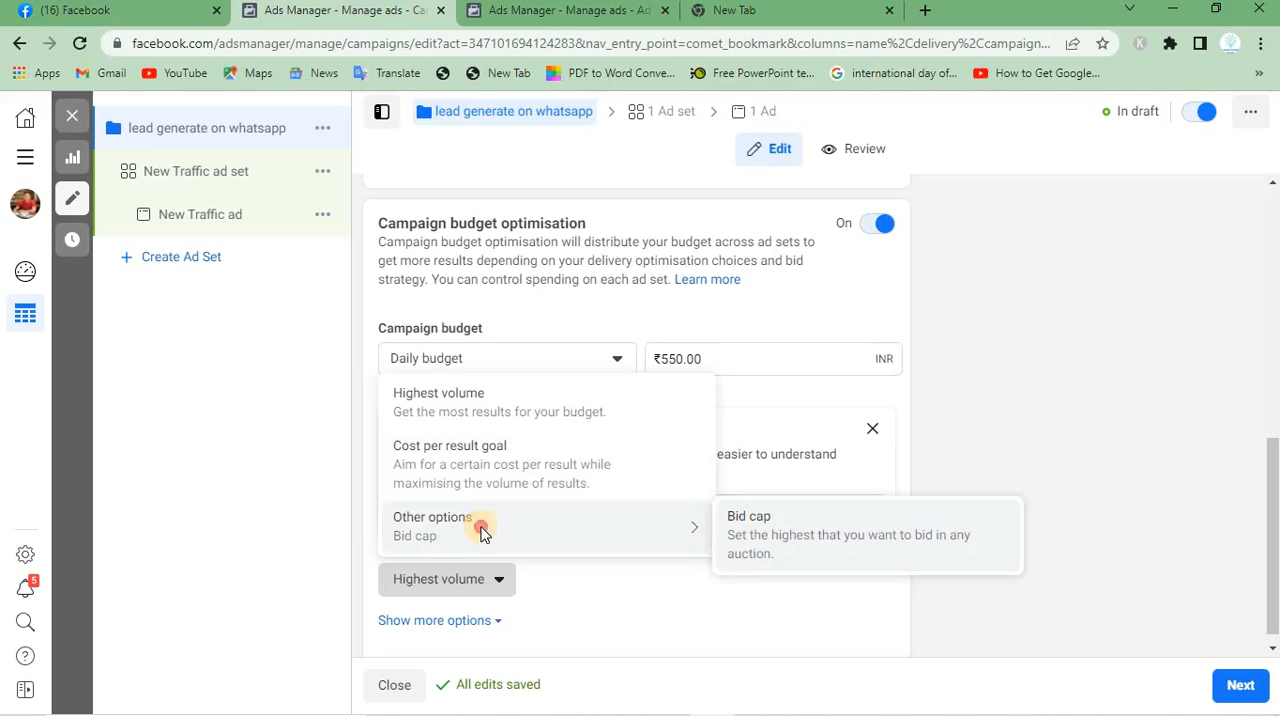 (16) Facebook
Ads Manager - Manage ads - Ca
Ads Manager - Manage ads - Ad
New Tab
facebook.com/adsmanager/manage/campaigns/edit?act=347101694124283&nav_entry_point=comet_bookmark&columns=name%2Cdelivery%2Ccampaign...
K
Apps
Gmail
YouTube
Maps
News
Translate
New Tab
PDF to Word Conve...
Free PowerPoint te...
international day of...
How to Get Google...
»
lead generate on whatsapp
New Traffic ad set
New Traffic ad
+ Create Ad Set
5
lead generate on whatsapp
1 Ad set
1 Ad
In draft
Edit
Review
Campaign budget optimisation
On
Campaign budget optimisation will distribute your budget across ad sets to
get more results depending on your delivery optimisation choices and bid
strategy. You can control spending on each ad set. Learn more
Campaign budget
Daily budget
₹550.00
INR
Highest volume
Get the most results for your budget.
Cost per result goal
Aim for a certain cost per result while
maximising the volume of results.
easier to understand
Other options
Bid cap
Bid cap
Set the highest that you want to bid in any
auction.
Highest volume
Show more options
Close
All edits saved
Next